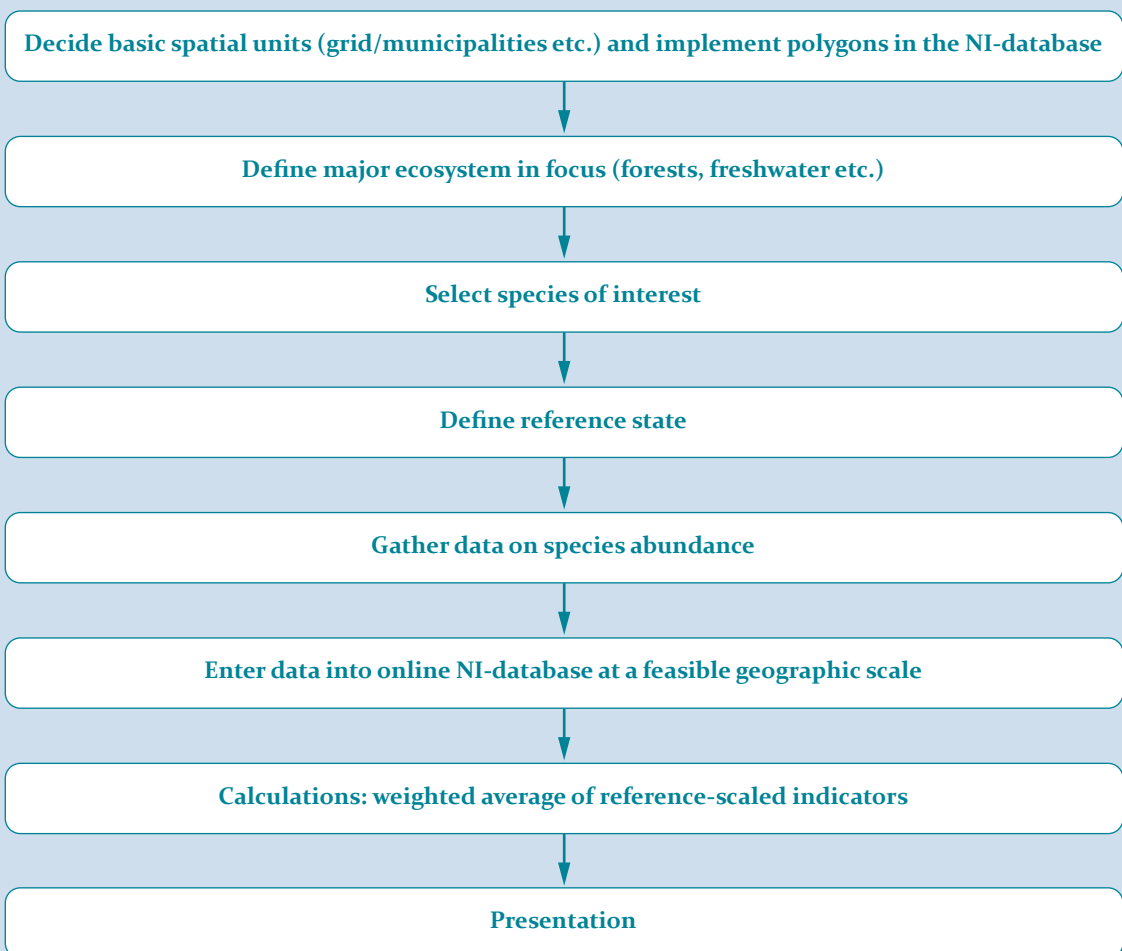 Decide basic spatial units (grid/municipalities etc.) and implement polygons in the NI-database
Define major ecosystem in focus (forests, freshwater etc.)
Select species of interest
Define reference state
Gather data on species abundance
Enter data into online NI-database at a feasible geographic scale
Calculations: weighted average of reference-scaled indicators
Presentation